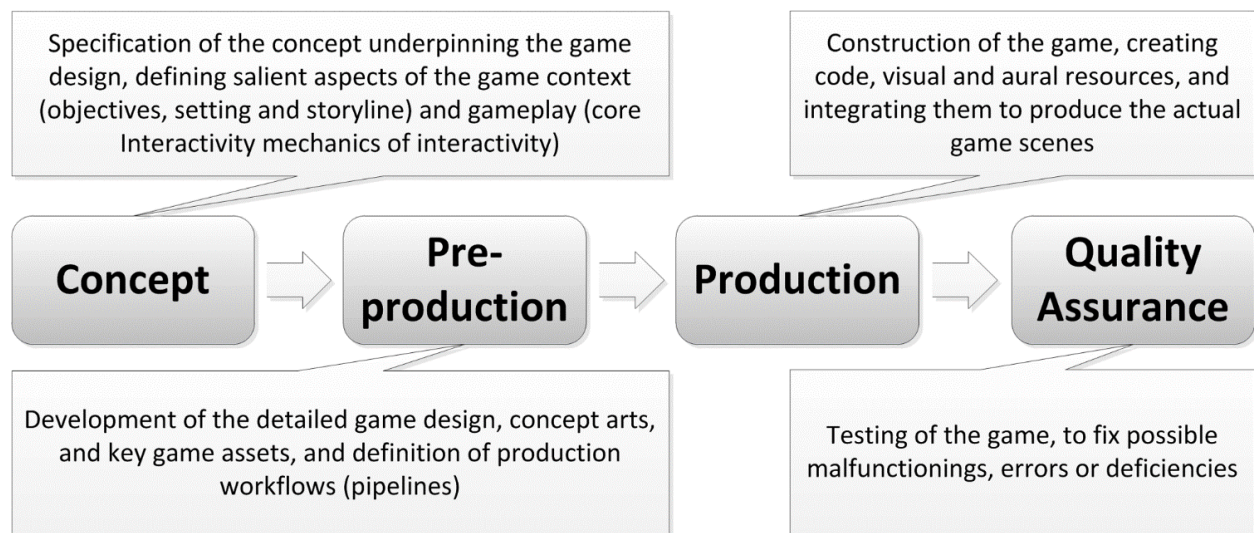 Specification of the concept underpinning the game
design, defining salient aspects of the game context
(objectives, setting and storyline) and gameplay (core
Interactivity mechanics of interactivity)
Construction of the game, creating
code, visual and aural resources, and
integrating them to produce the actual
game scenes
Concept
Pre-
production
Production
Quality
Assurance
Development of the detailed game design, concept arts,
and key game assets, and definition of production
workflows (pipelines)
Testing of the game, to fix possible
malfunctionings, errors or deficiencies